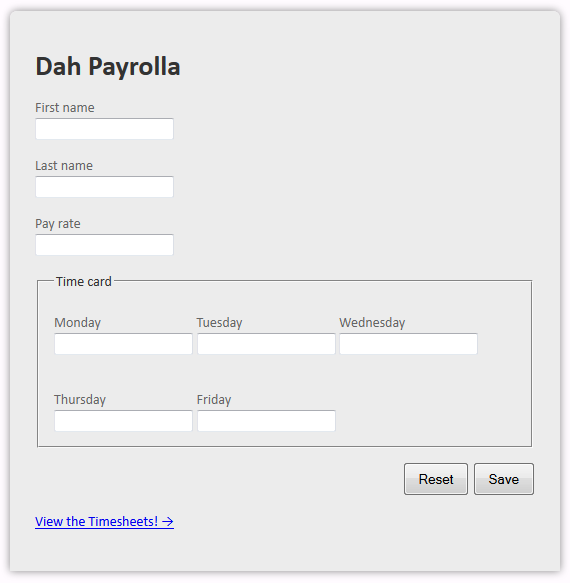 Dah Payrolla
First name
Last name
Pay rate
Time card
Monday Tuesday Wednesday
Thursday Friday
Reset Save
View the Timesheets! →